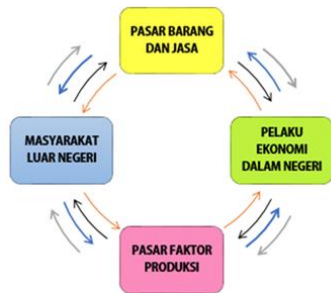 PASAR BARANG
DAN JASA
MASYARAKAT
LUAR NEGERI
PELAKU
EKONOMI
DALAM NEGERI
PASAR FAKTOR
PRODUKSI